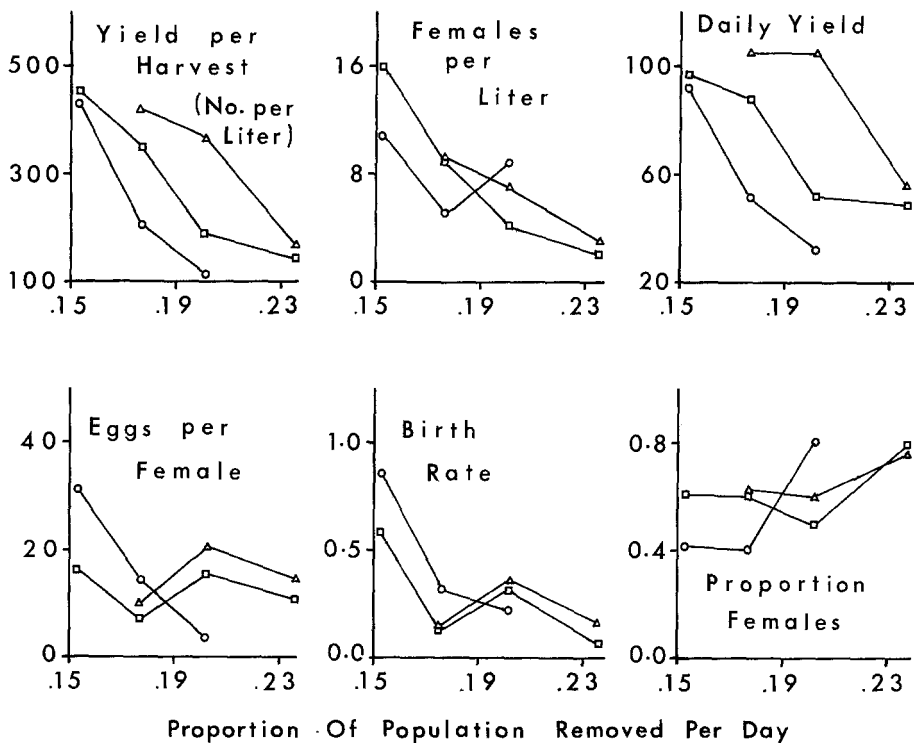 Yield per
Harvest
(No. per
Liter)
500
300
100
.15 .19 .23
Females
per
Liter
16
8
0
.15 .19 .23
Daily Yield
100
60
20
.15 .19 .23
Eggs per
Female
40
20
0
.15 .19 .23
Birth
Rate
1.0
0.5
0.0
.15 .19 .23
0.8
0.4
Proportion
Females
0.0
.15 .19 .23
Proportion Of Population Removed Per Day